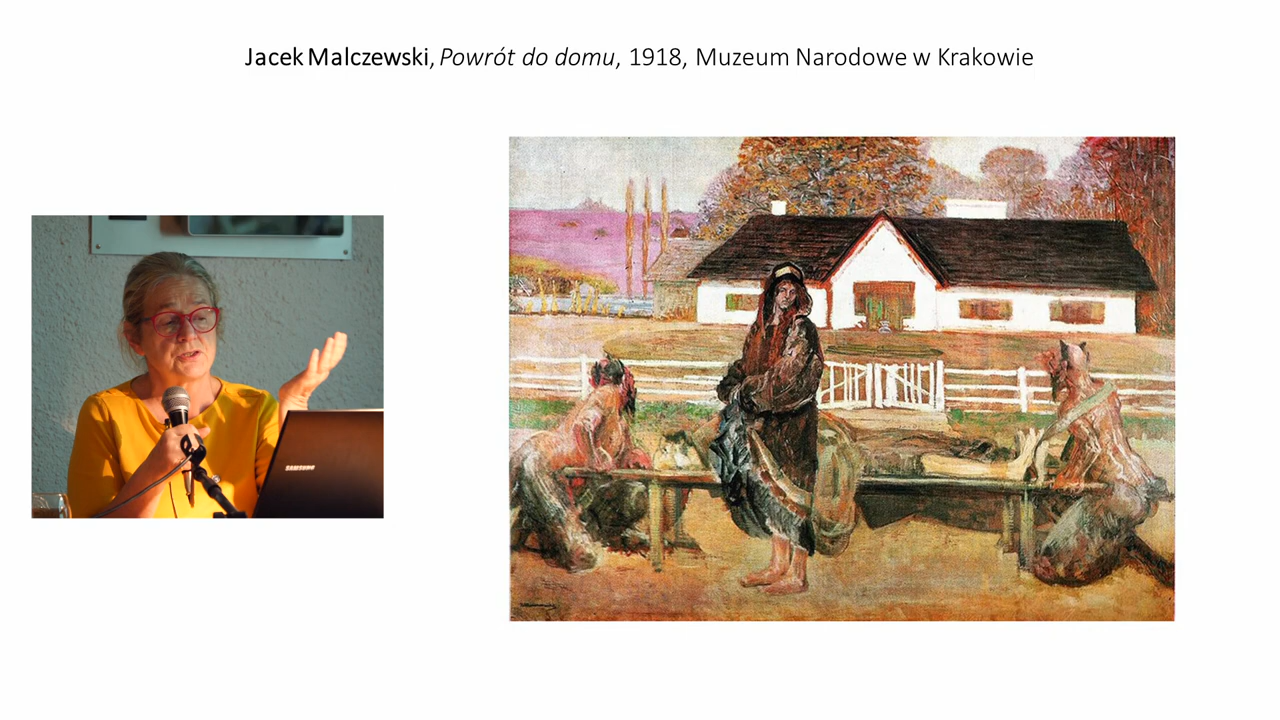 Jacek Malczewski, Powrót do domu, 1918, Muzeum Narodowe w Krakowie
SAMSUNG